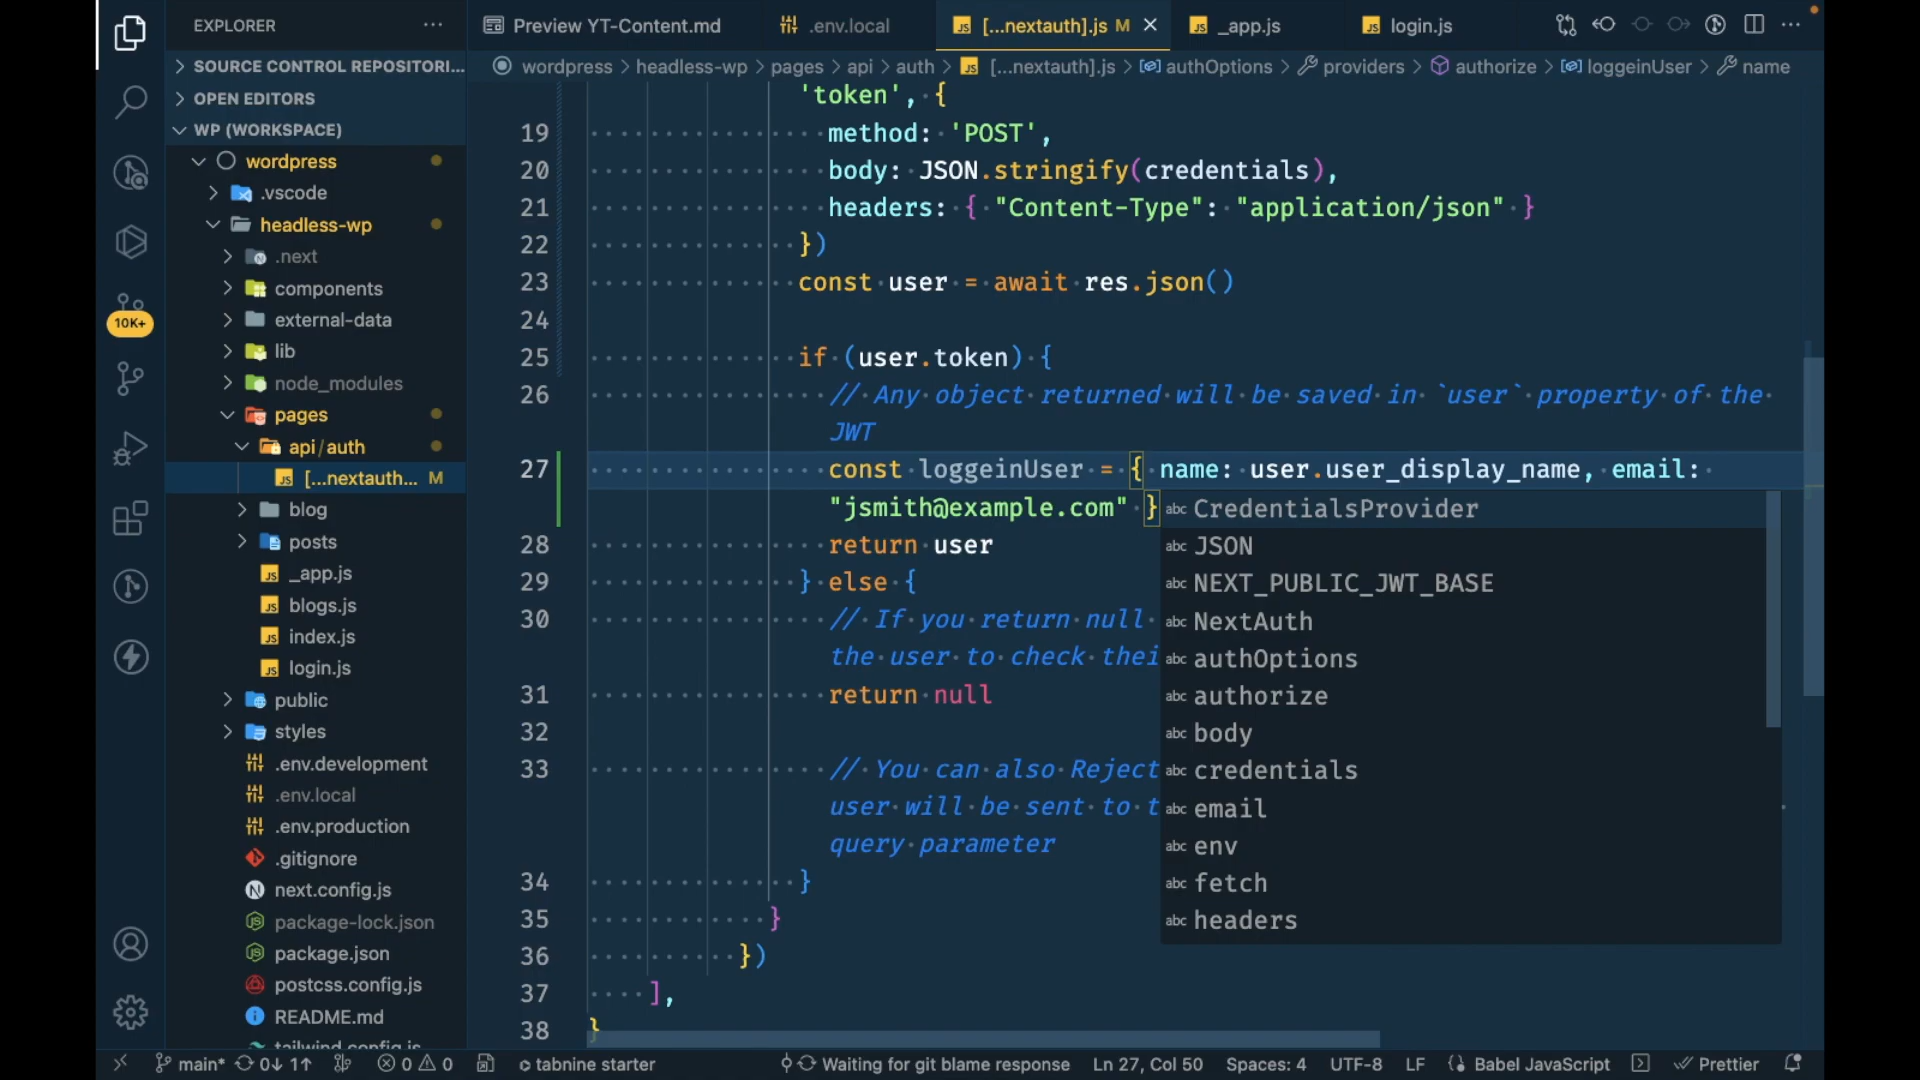 EXPLORER
SOURCE CONTROL REPOSITORI...
OPEN EDITORS
WP (WORKSPACE)
wordpress
.vscode
headless-wp
.next
components
external-data
lib
node_modules
pages
api/auth
[...nextauth... M
blog
posts
_app.js
blogs.js
index.js
login.js
public
styles
.env.development
.env.local
.env.production
.gitignore
next.config.js
package-lock.json
package.json
postcss.config.js
README.md
tailwind.config.js
10K+
Preview YT-Content.md
.env.local
[...nextauth].js M
_app.js
login.js
wordpress > headless-wp > pages > api > auth > [...nextauth].js > authOptions > providers > authorize > loggeinUser > name
'token', {
19 method: 'POST',
20 body: JSON.stringify(credentials),
21 headers: { "Content-Type": "application/json" }
22 })
23 const user = await res.json()
24
25 if (user.token) {
26 // Any object returned will be saved in `user` property of the
JWT
27 const loggeinUser = { name: user.user_display_name, email:
"jsmith@example.com" }
28 return user
29 } else {
30 // If you return null
the user to check thei
31 return null
32
33 // You can also Reject
user will be sent to t
query parameter
34 }
35 }
36 })
37 ],
38 }
abc CredentialsProvider
abc JSON
abc NEXT_PUBLIC_JWT_BASE
abc NextAuth
abc authOptions
abc authorize
abc body
abc credentials
abc email
abc env
abc fetch
abc headers
main* 0↓ 1↑ 0 0 tabnine starter Waiting for git blame response Ln 27, Col 50 Spaces: 4 UTF-8 LF Babel JavaScript Prettier